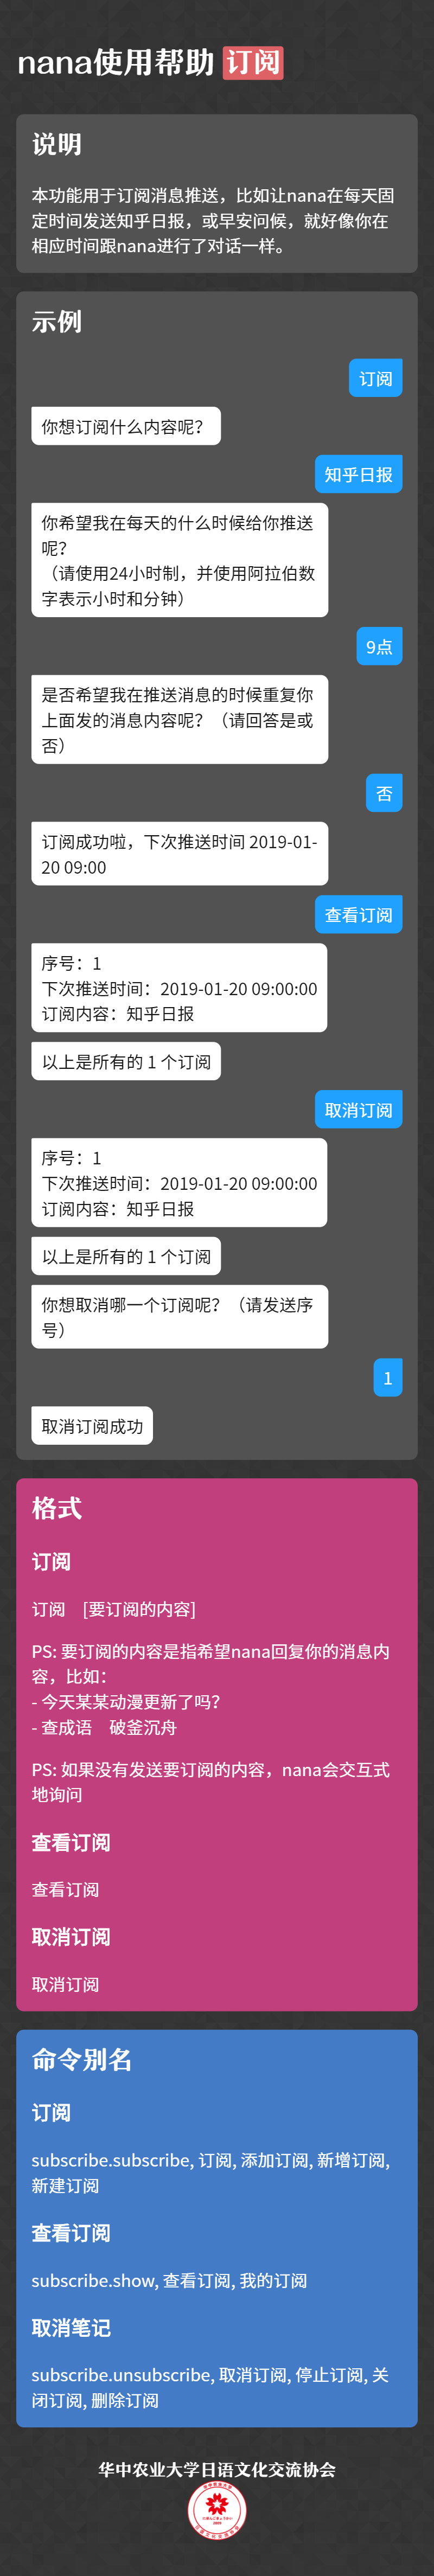 nana使用帮助 订阅
说明
本功能用于订阅消息推送，比如让nana在每天固
定时间发送知乎日报，或早安问候，就好像你在
相应时间跟nana进行了对话一样。
示例
订阅
你想订阅什么内容呢？
知乎日报
你希望我在每天的什么时候给你推送
呢？
（请使用24小时制，并使用阿拉伯数
字表示小时和分钟）
9点
是否希望我在推送消息的时候重复你
上面发的消息内容呢？（请回答是或
否）
否
订阅成功啦，下次推送时间 2019-01-
20 09:00
查看订阅
序号：1
下次推送时间：2019-01-20 09:00:00
订阅内容：知乎日报
以上是所有的 1 个订阅
取消订阅
序号：1
下次推送时间：2019-01-20 09:00:00
订阅内容：知乎日报
以上是所有的 1 个订阅
你想取消哪一个订阅呢？（请发送序
号）
1
取消订阅成功
格式
订阅
订阅　[要订阅的内容]
PS: 要订阅的内容是指希望nana回复你的消息内
容，比如：
- 今天某某动漫更新了吗?
- 查成语　破釜沉舟
PS: 如果没有发送要订阅的内容，nana会交互式
地询问
查看订阅
查看订阅
取消订阅
取消订阅
命令别名
订阅
subscribe.subscribe, 订阅, 添加订阅, 新增订阅,
新建订阅
查看订阅
subscribe.show, 查看订阅, 我的订阅
取消笔记
subscribe.unsubscribe, 取消订阅, 停止订阅, 关
闭订阅, 删除订阅
华中农业大学日语文化交流协会